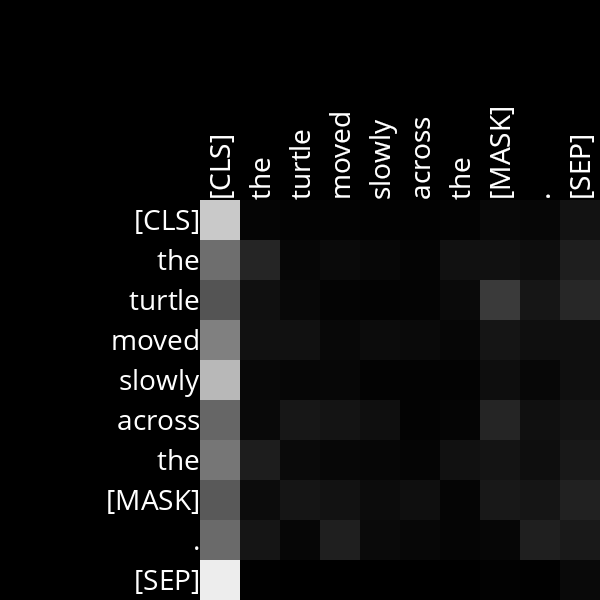 [CLS] the turtle moved slowly across the [MASK] . [SEP]
[CLS]
the
turtle
moved
slowly
across
the
[MASK]
.
[SEP]